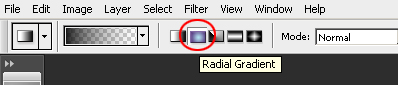 File Edit Image Layer Select Filter View Window Help
Mode: Normal
Radial Gradient